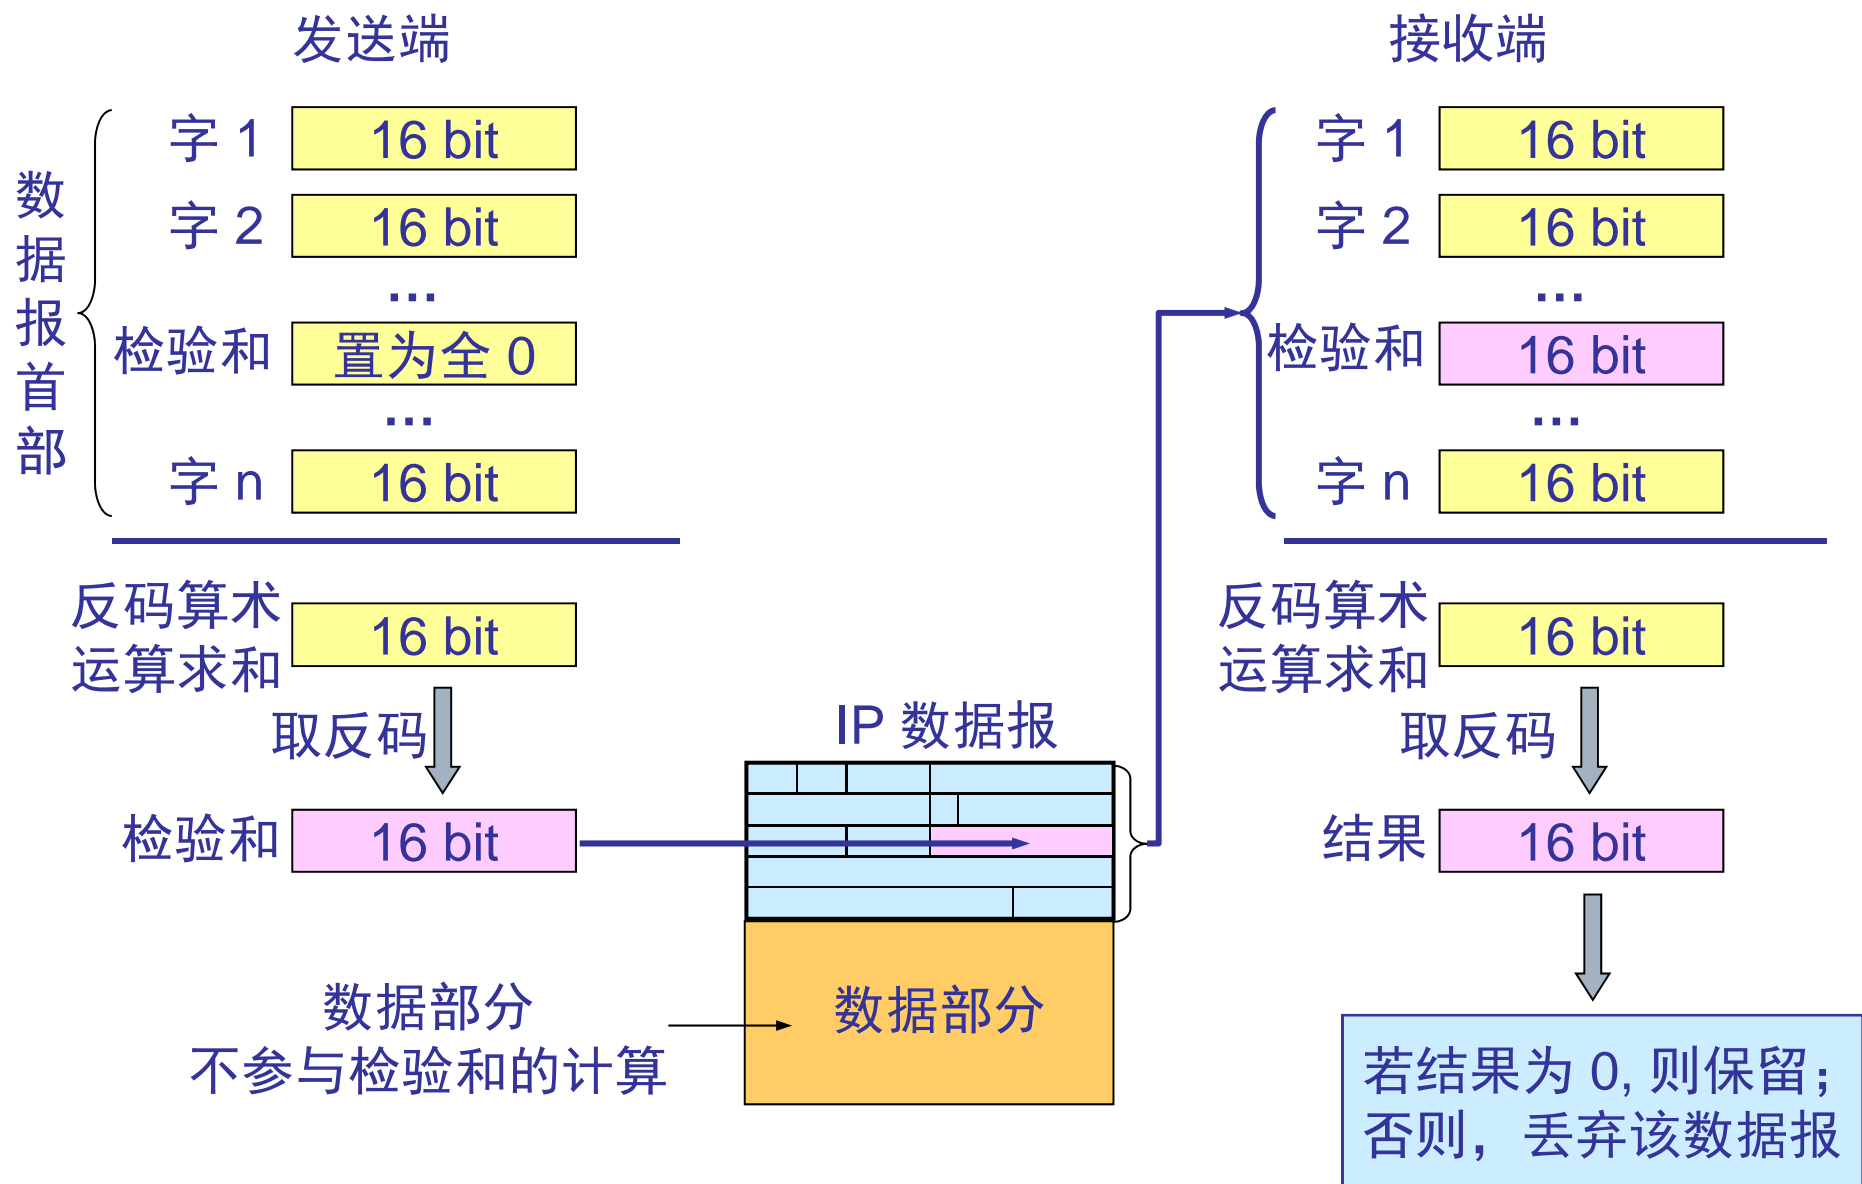 发送端
数据报首部
字 1
16 bit
字 2
16 bit
...
检验和
置为全 0
...
字 n
16 bit
反码算术
运算求和
16 bit
取反码
检验和
16 bit
数据部分
不参与检验和的计算
IP 数据报
数据部分
接收端
字 1
16 bit
字 2
16 bit
...
检验和
16 bit
...
字 n
16 bit
反码算术
运算求和
16 bit
取反码
结果
16 bit
若结果为 0, 则保留；
否则，丢弃该数据报